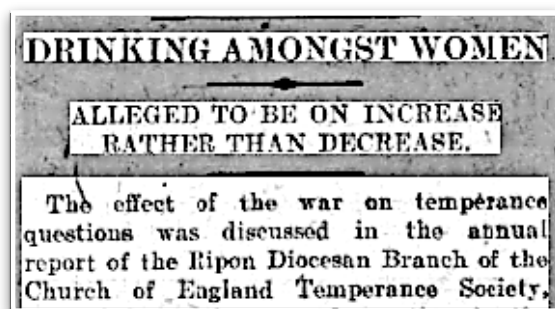 DRINKING AMONGST WOMEN
ALLEGED TO BE ON INCREASE
RATHER THAN DECREASE.
The effect of the war on temperance
questions was discussed in the annual
report of the Ripon Diocesan Branch of the
Church of England Temperance Society,